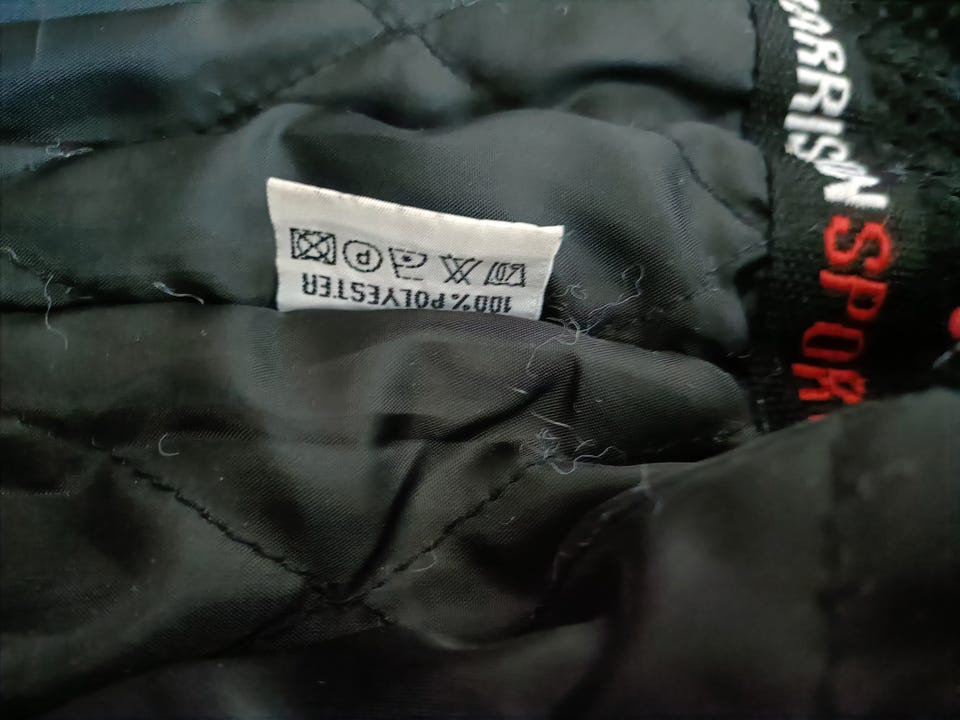 100% POLYESTER
P
ARRISON SPOR